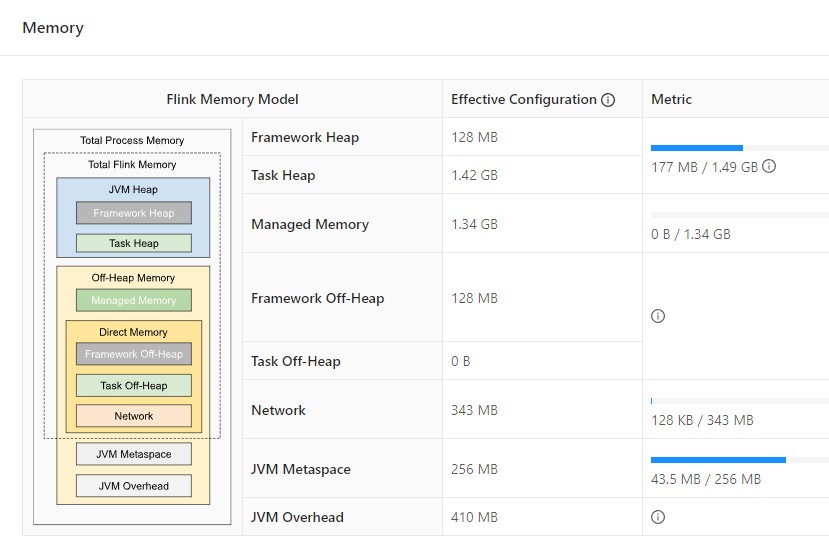 Memory
Flink Memory Model
Effective Configuration
Metric
Total Process Memory
Total Flink Memory
JVM Heap
Framework Heap
Task Heap
Off-Heap Memory
Managed Memory
Direct Memory
Framework Off-Heap
Task Off-Heap
Network
JVM Metaspace
JVM Overhead
Framework Heap
128 MB
177 MB / 1.49 GB
Task Heap
1.42 GB
Managed Memory
1.34 GB
0 B / 1.34 GB
Framework Off-Heap
128 MB
Task Off-Heap
0 B
Network
343 MB
128 KB / 343 MB
JVM Metaspace
256 MB
43.5 MB / 256 MB
JVM Overhead
410 MB